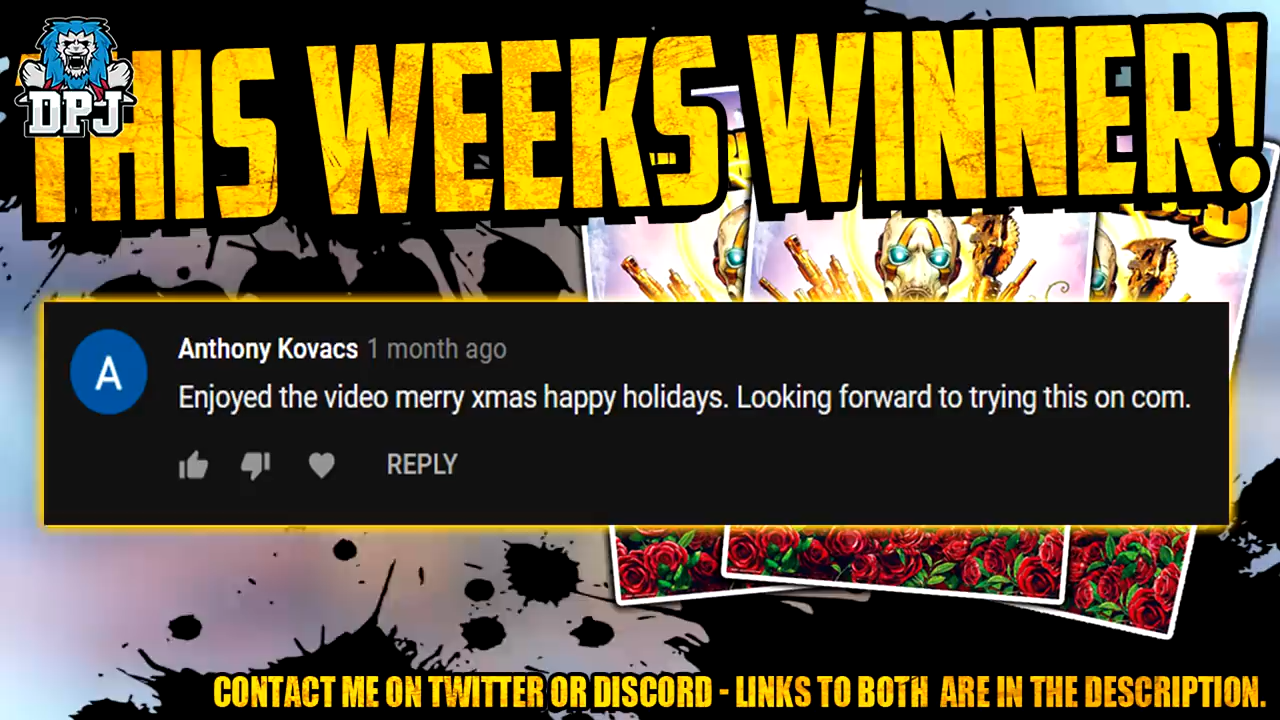 THIS WEEKS WINNER!
DPJ
A
Anthony Kovacs 1 month ago
Enjoyed the video merry xmas happy holidays. Looking forward to trying this on com.
REPLY
CONTACT ME ON TWITTER OR DISCORD - LINKS TO BOTH ARE IN THE DESCRIPTION.